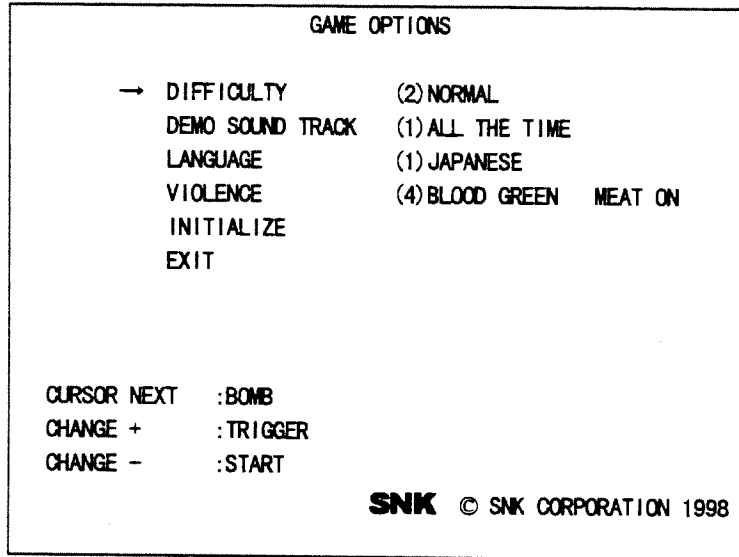 GAME OPTIONS
→ DIFFICULTY (2)NORMAL
DEMO SOUND TRACK (1)ALL THE TIME
LANGUAGE (1)JAPANESE
VIOLENCE (4)BLOOD GREEN MEAT ON
INITIALIZE
EXIT
CURSOR NEXT :BOMB
CHANGE + :TRIGGER
CHANGE - :START
SNK © SNK CORPORATION 1998